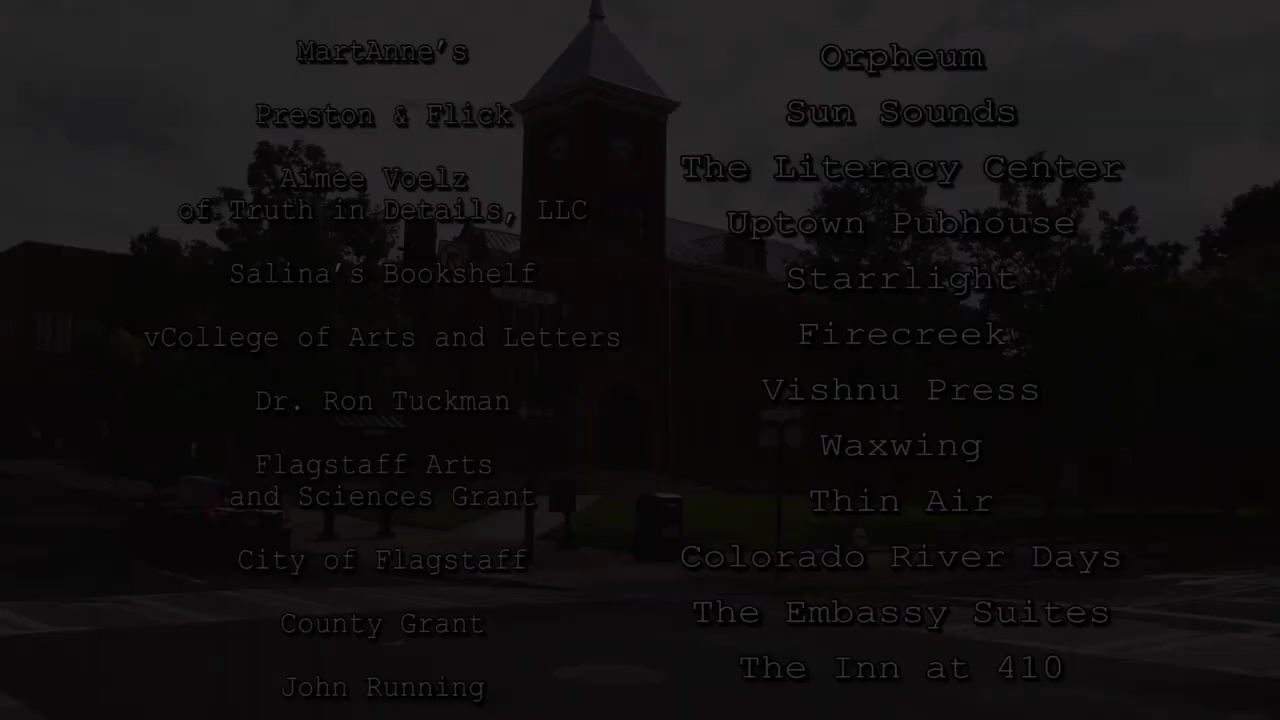 MartAnne's
Preston & Flick
Aimee Voelz
of Truth in Details, LLC
Salina's Bookshelf
vCollege of Arts and Letters
Dr. Ron Tuckman
Flagstaff Arts
and Sciences Grant
City of Flagstaff
County Grant
John Running
Orpheum
Sun Sounds
The Literacy Center
Uptown Pubhouse
Starrlight
Firecreek
Vishnu Press
Waxwing
Thin Air
Colorado River Days
The Embassy Suites
The Inn at 410